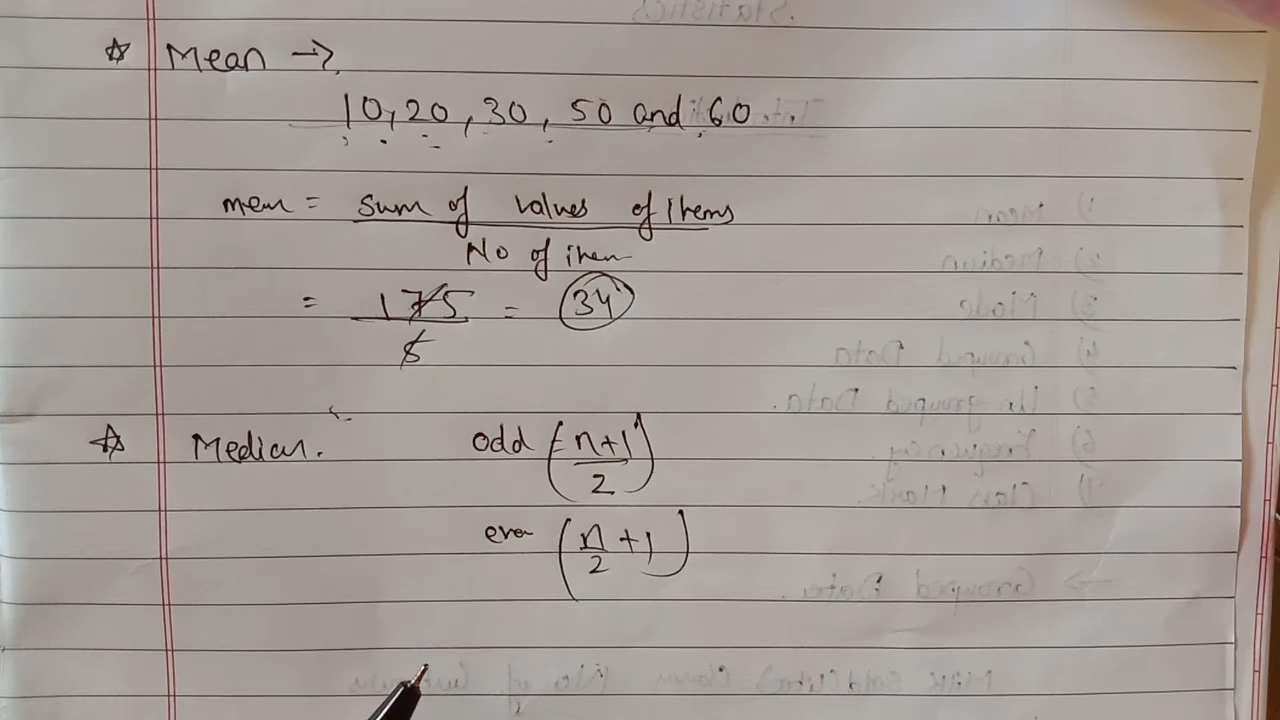 ☆ Mean →
10, 20, 30, 50 and 60
mean = sum of values of items
No of item
= 175 = 34
5
☆ Median.
odd (n+1)
2
even (n + 1)
2